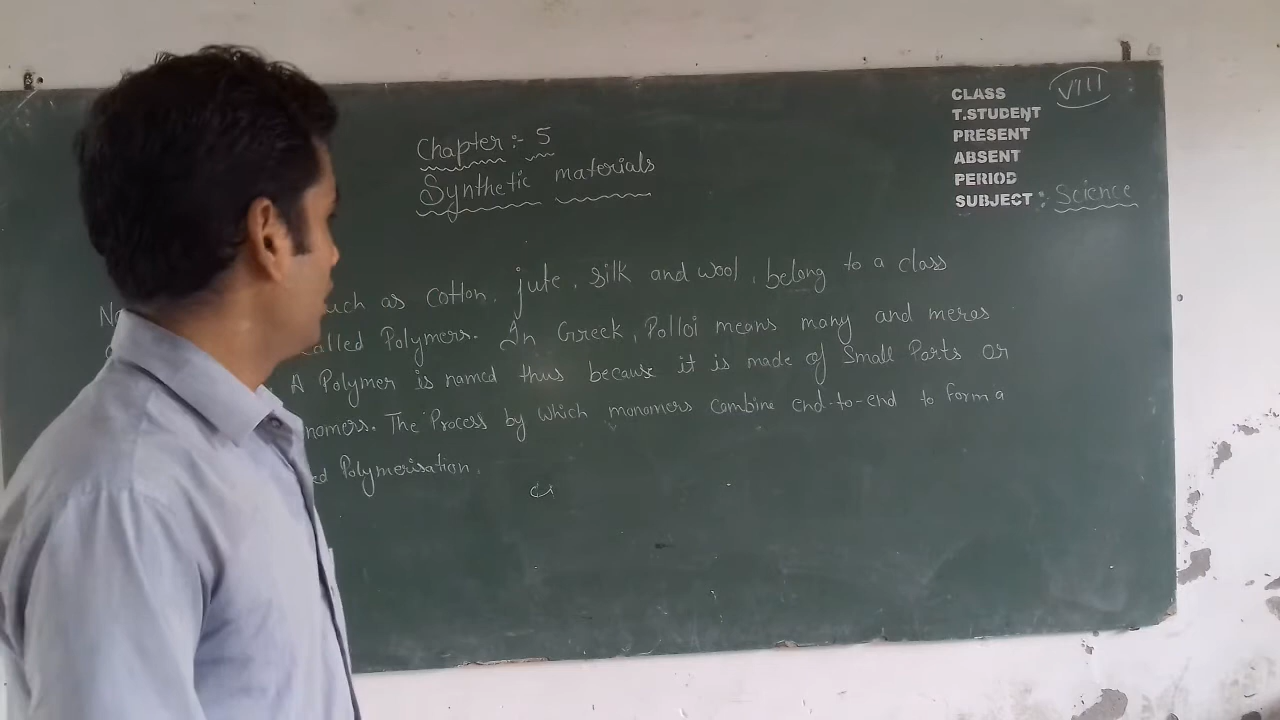 CLASS VIII
T.STUDENT
PRESENT
ABSENT
PERIOD
SUBJECT : Science
Chapter :- 5
Synthetic materials
such as cotton, jute, silk and wool, belong to a class
called Polymers. In Greek, Polloi means many and meros
A Polymer is named thus because it is made of Small Parts or
The Process by Which monomers Combine end-to-end to form a
Polymerisation.